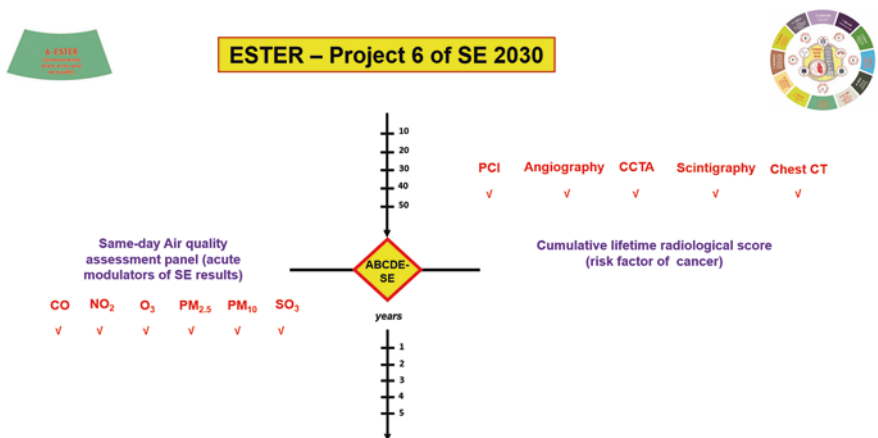 A-ESTER
ESTER – Project 6 of SE 2030
10
20
30
40
50
PCI Angiography CCTA Scintigraphy Chest CT
√ √ √ √ √
Same-day Air quality
assessment panel (acute
modulators of SE results)
ABCDE-
SE
Cumulative lifetime radiological score
(risk factor of cancer)
CO NO₂ O₃ PM₂.₅ PM₁₀ SO₃
√ √ √ √ √ √
years
1
2
3
4
5